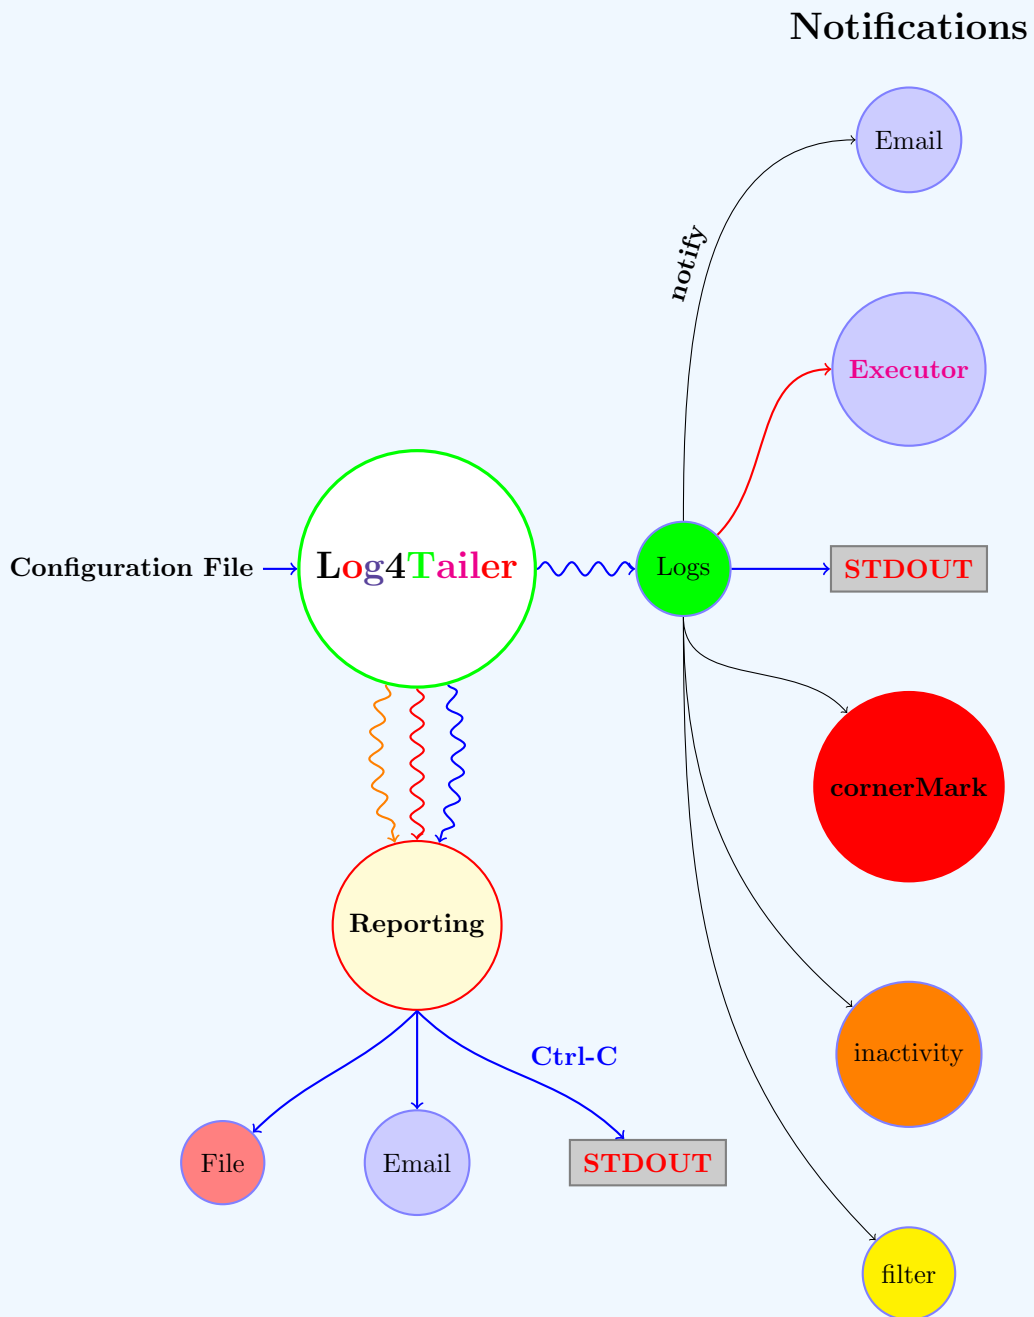 Notifications
Email
notify
Executor
Configuration File
Log4Tailer
Logs
STDOUT
cornerMark
Reporting
inactivity
Ctrl-C
File
Email
STDOUT
filter